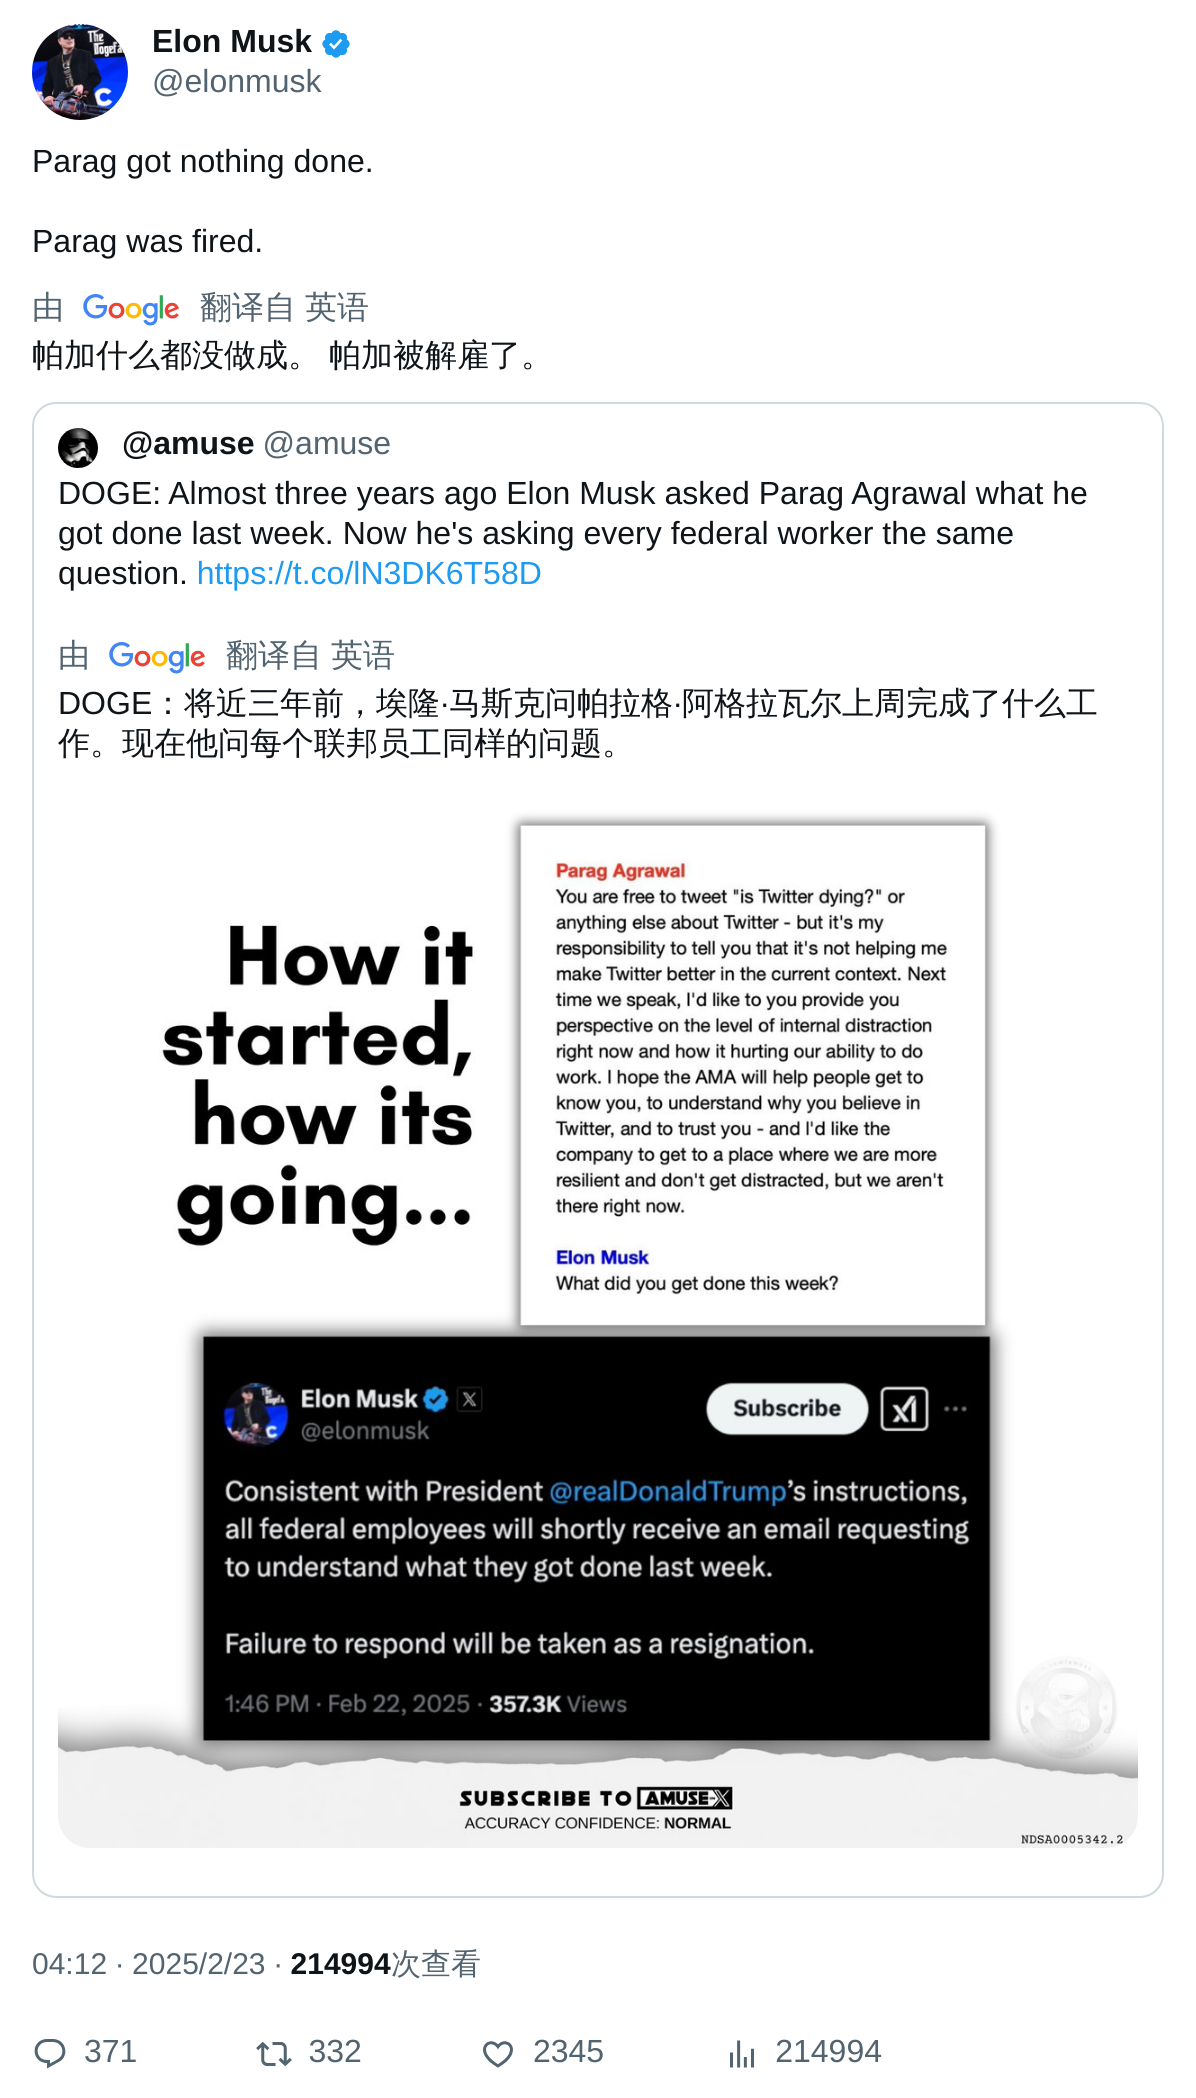 Elon Musk
@elonmusk
Parag got nothing done.
Parag was fired.
由 Google 翻译自 英语
帕加什么都没做成。 帕加被解雇了。
@amuse @amuse
DOGE: Almost three years ago Elon Musk asked Parag Agrawal what he
got done last week. Now he's asking every federal worker the same
question. https://t.co/lN3DK6T58D
由 Google 翻译自 英语
DOGE：将近三年前，埃隆·马斯克问帕拉格·阿格拉瓦尔上周完成了什么工
作。现在他问每个联邦员工同样的问题。
How it
started,
how its
going...
Parag Agrawal
You are free to tweet "is Twitter dying?" or
anything else about Twitter - but it's my
responsibility to tell you that it's not helping me
make Twitter better in the current context. Next
time we speak, I'd like to you provide you
perspective on the level of internal distraction
right now and how it hurting our ability to do
work. I hope the AMA will help people get to
know you, to understand why you believe in
Twitter, and to trust you - and I'd like the
company to get to a place where we are more
resilient and don't get distracted, but we aren't
there right now.
Elon Musk
What did you get done this week?
Elon Musk
@elonmusk
Subscribe
Consistent with President @realDonaldTrump’s instructions,
all federal employees will shortly receive an email requesting
to understand what they got done last week.
Failure to respond will be taken as a resignation.
1:46 PM · Feb 22, 2025 · 357.3K Views
SUBSCRIBE TO AMUSE X
ACCURACY CONFIDENCE: NORMAL
NDSA0005342.2
04:12 · 2025/2/23 · 214994次查看
371 332 2345 214994